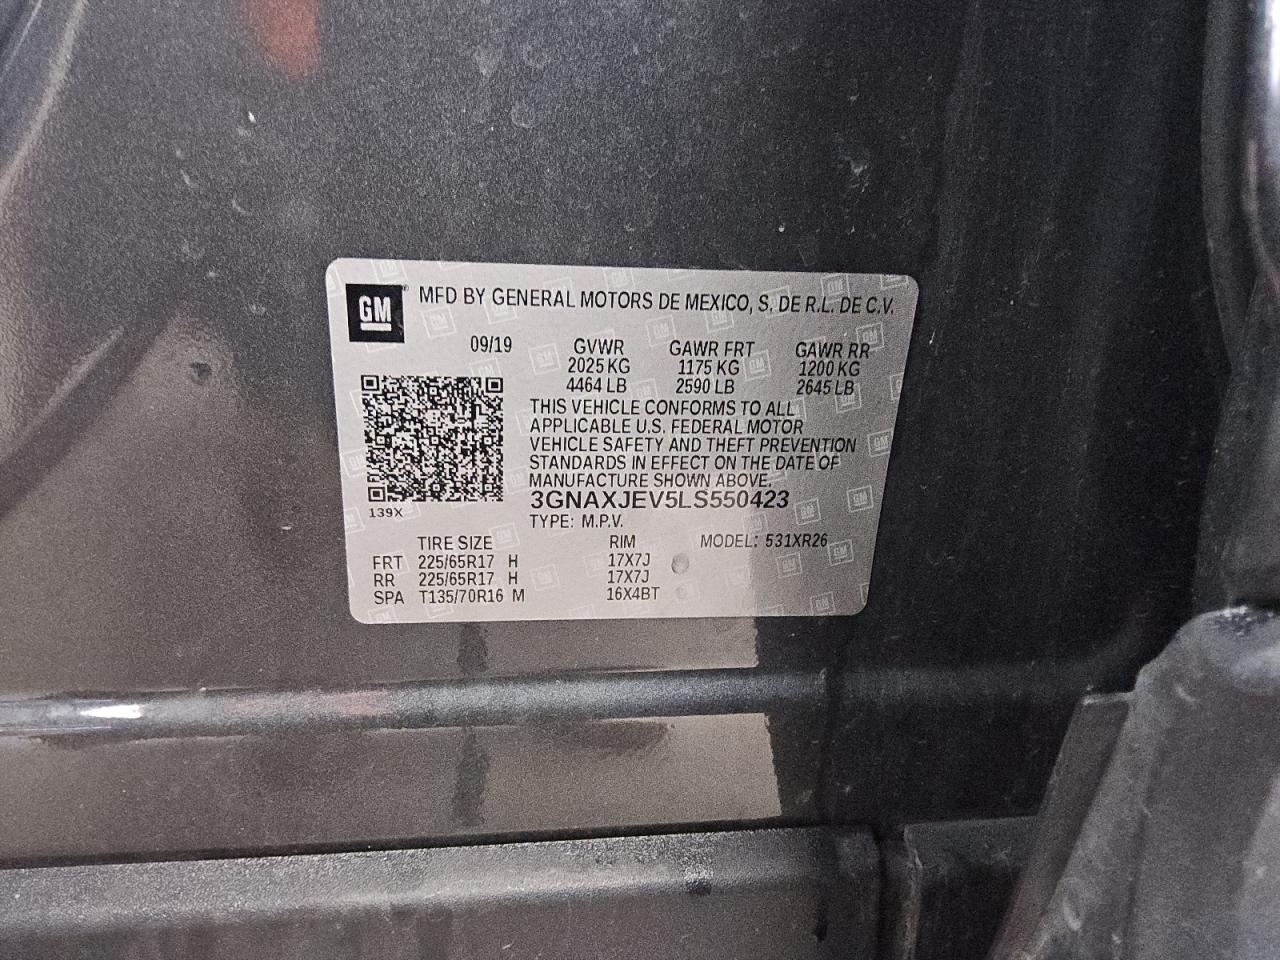 GM
MFD BY GENERAL MOTORS DE MEXICO, S. DE R.L. DE C.V.
09/19 GVWR GAWR FRT GAWR RR
2025 KG 1175 KG 1200 KG
4464 LB 2590 LB 2645 LB
THIS VEHICLE CONFORMS TO ALL
APPLICABLE U.S. FEDERAL MOTOR
VEHICLE SAFETY AND THEFT PREVENTION
STANDARDS IN EFFECT ON THE DATE OF
MANUFACTURE SHOWN ABOVE.
3GNAXJEV5LS550423
139X
TYPE: M.P.V.
TIRE SIZE RIM MODEL: 531XR26
FRT 225/65R17 H 17X7J
RR 225/65R17 H 17X7J
SPA T135/70R16 M 16X4BT